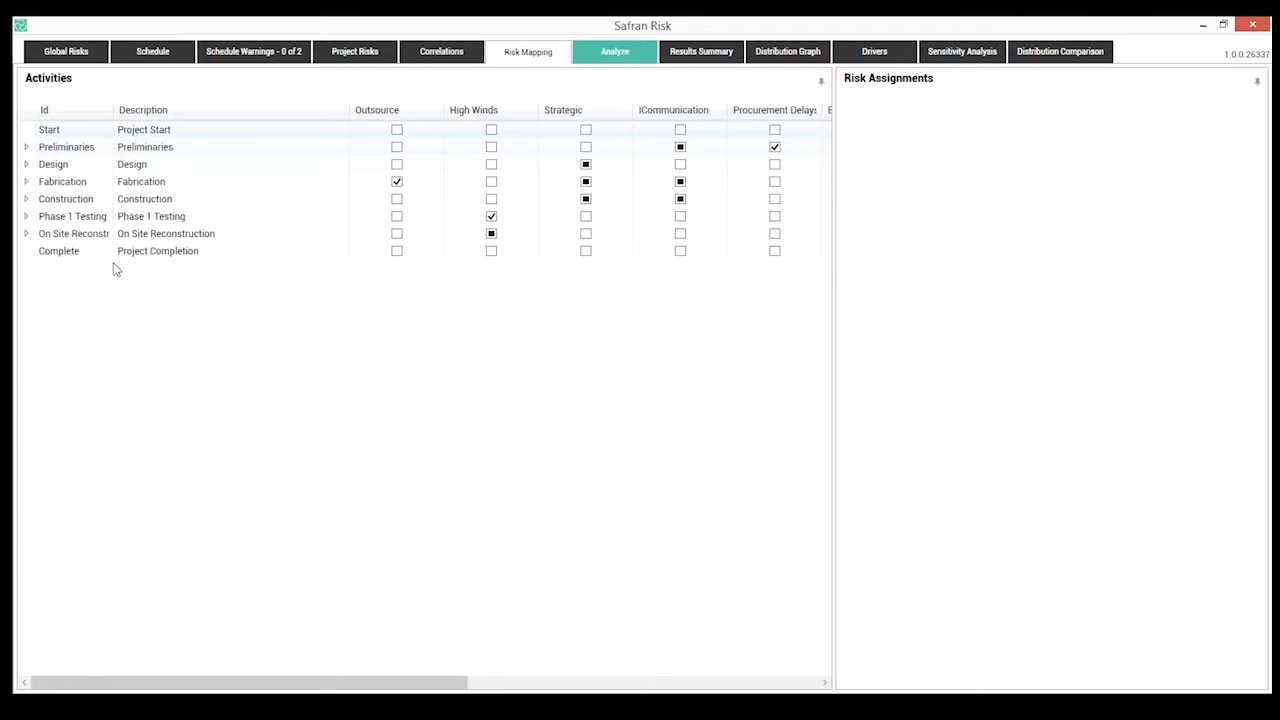 Safran Risk
Global Risks Schedule Schedule Warnings - 0 of 2 Project Risks Correlations Risk Mapping Analyze Results Summary Distribution Graph Drivers Sensitivity Analysis Distribution Comparison 1.0.0.26337
Activities
Risk Assignments
Id Description Outsource High Winds Strategic ICommunication Procurement Delays
Start Project Start
Preliminaries Preliminaries
Design Design
Fabrication Fabrication
Construction Construction
Phase 1 Testing Phase 1 Testing
On Site Reconstr On Site Reconstruction
Complete Project Completion